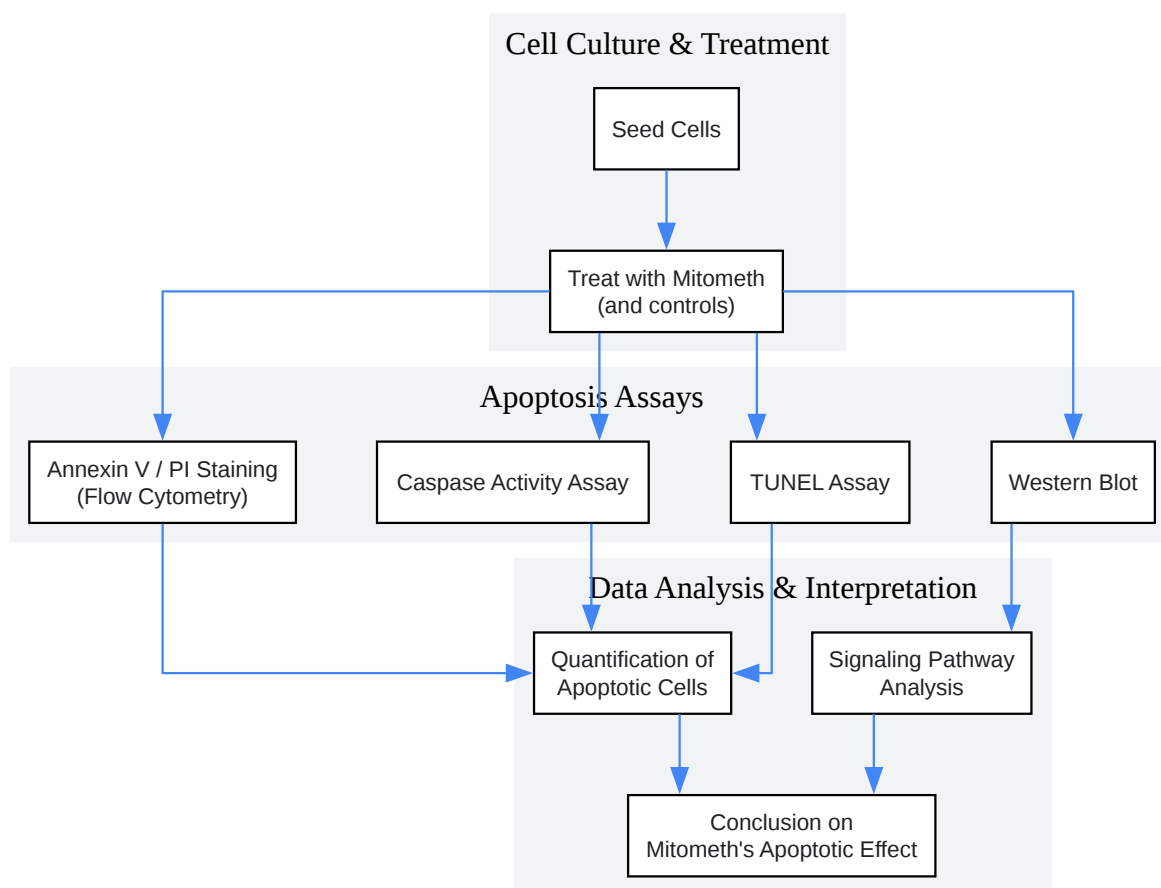 Cell Culture & Treatment
Seed Cells
Treat with Mitometh
(and controls)
Apoptosis Assays
Annexin V / PI Staining
(Flow Cytometry)
Caspase Activity Assay
TUNEL Assay
Western Blot
Data Analysis & Interpretation
Quantification of
Apoptotic Cells
Signaling Pathway
Analysis
Conclusion on
Mitometh's Apoptotic Effect